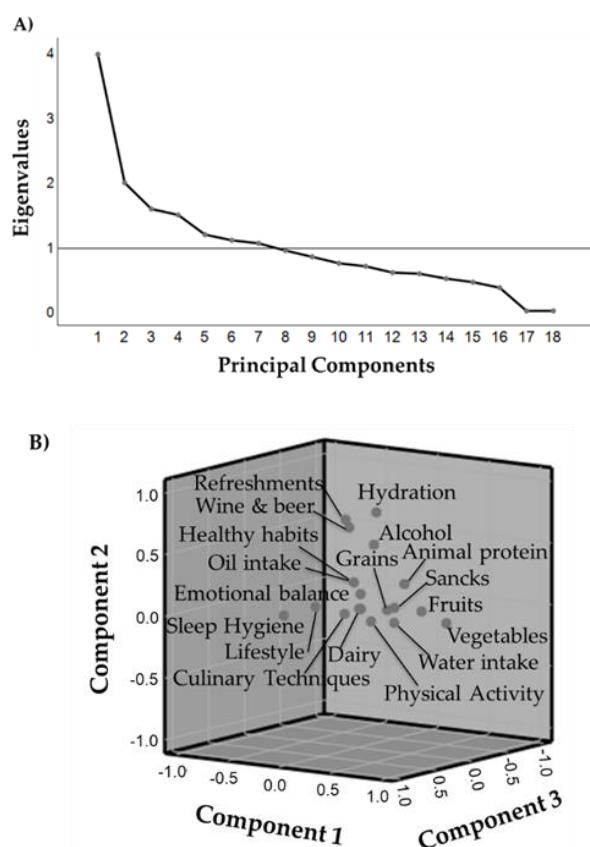 A)
Eigenvalues
4
3
2
1
0
1 2 3 4 5 6 7 8 9 10 11 12 13 14 15 16 17 18
Principal Components
B)
Component 2
1.0
0.5
0.0
-0.5
-1.0
Refreshments
Hydration
Wine & beer
Healthy habits
Alcohol
Oil intake
Grains
Animal protein
Emotional balance
Sancks
Sleep Hygiene
Fruits
Lifestyle
Vegetables
Culinary Techniques
Dairy
Water intake
Physical Activity
-1.0 -0.5 0.0 0.5 1.0
Component 1
1.0 0.5 0.0 -0.5 -1.0
Component 3